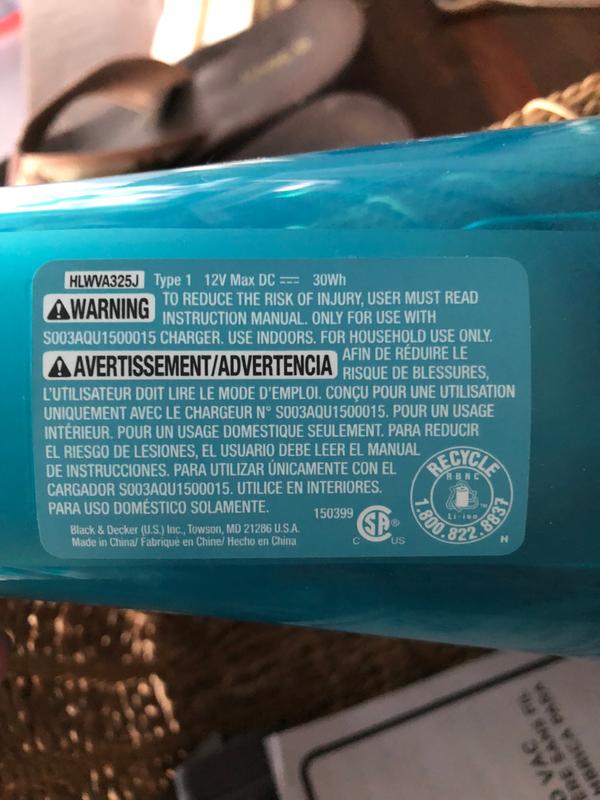 HLWVA325J Type 1 12V Max DC ⎓ 30Wh
⚠WARNING TO REDUCE THE RISK OF INJURY, USER MUST READ
INSTRUCTION MANUAL. ONLY FOR USE WITH
S003AQU1500015 CHARGER. USE INDOORS. FOR HOUSEHOLD USE ONLY.
⚠AVERTISSEMENT/ADVERTENCIA AFIN DE RÉDUIRE LE
RISQUE DE BLESSURES,
L'UTILISATEUR DOIT LIRE LE MODE D'EMPLOI. CONÇU POUR UNE UTILISATION
UNIQUEMENT AVEC LE CHARGEUR N° S003AQU1500015. POUR UN USAGE
INTÉRIEUR. POUR UN USAGE DOMESTIQUE SEULEMENT. PARA REDUCIR
EL RIESGO DE LESIONES, EL USUARIO DEBE LEER EL MANUAL
DE INSTRUCCIONES. PARA UTILIZAR ÚNICAMENTE CON EL
CARGADOR S003AQU1500015. UTILICE EN INTERIORES.
PARA USO DOMÉSTICO SOLAMENTE.
150399
Black & Decker (U.S.) Inc., Towson, MD 21286 U.S.A.
Made in China/ Fabriqué en Chine/ Hecho en China
C SA ® US
RECYCLE
RBRC
Li-ion
1.800.822.8837
H
VAC
SANS FIL